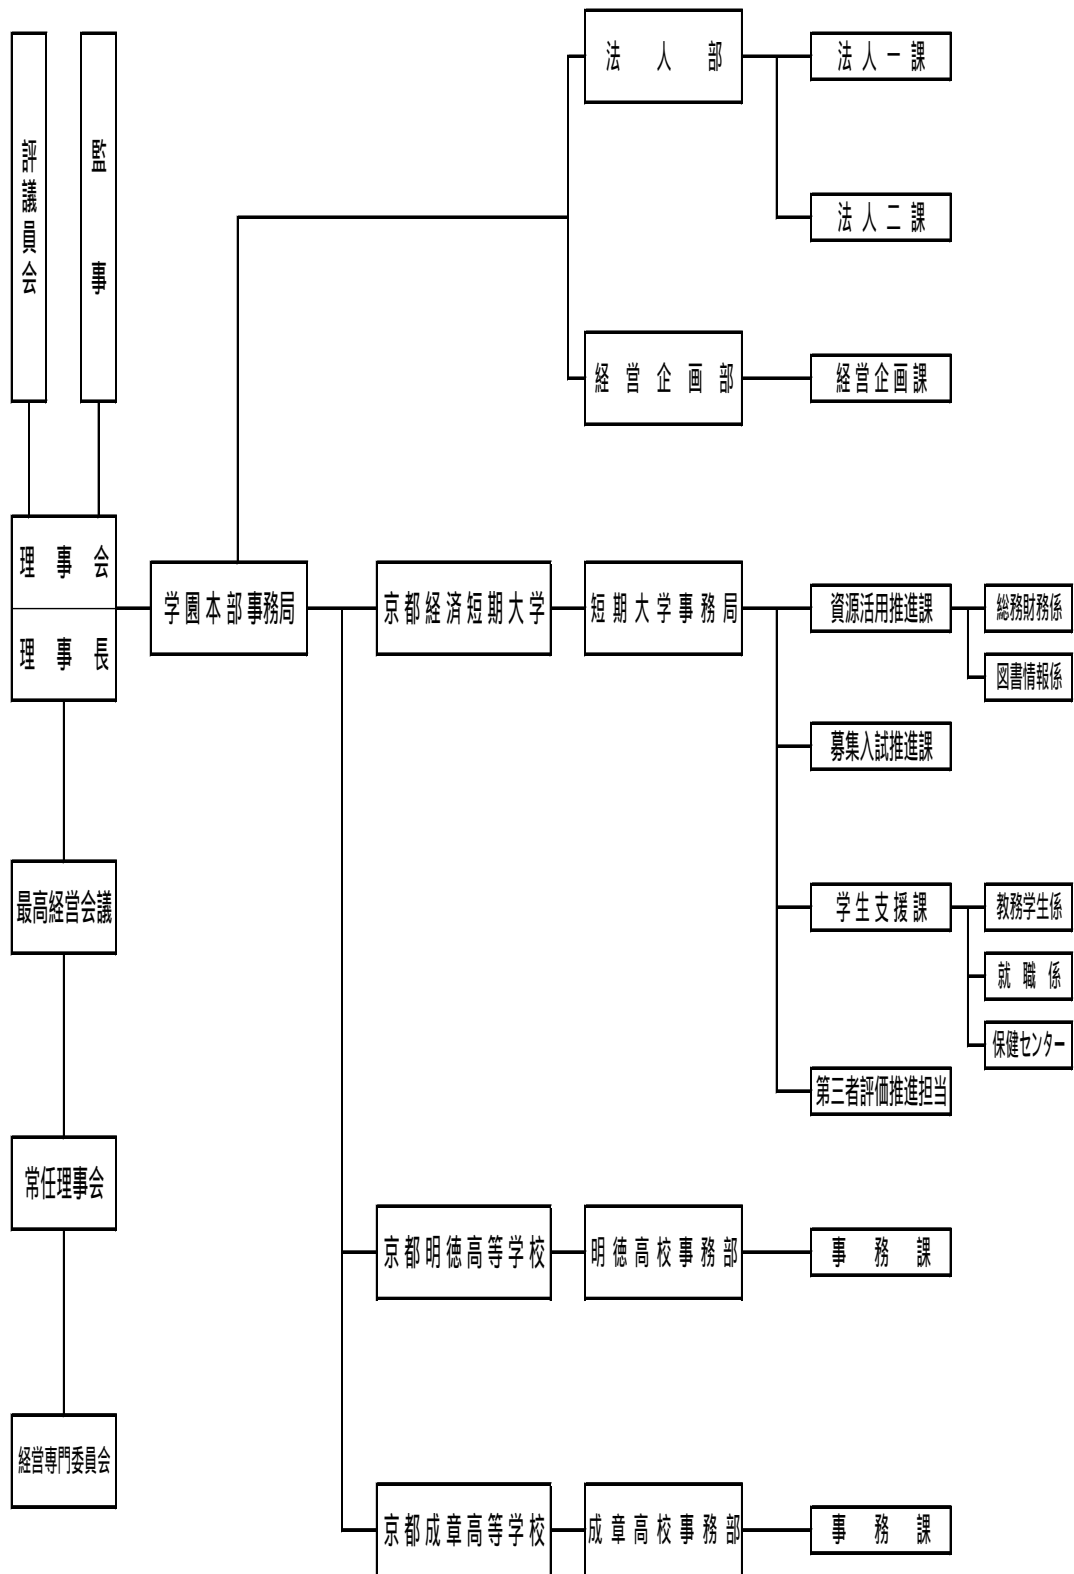 評議員会
監事
法人部
法人一課
法人二課
経営企画部
経営企画課
理事会
理事長
学園本部事務局
京都経済短期大学
短期大学事務局
資源活用推進課
総務財務係
図書情報係
募集入試推進課
最高経営会議
学生支援課
教務学生係
就職係
保健センター
第三者評価推進担当
常任理事会
京都明徳高等学校
明徳高校事務部
事務課
経営専門委員会
京都成章高等学校
成章高校事務部
事務課